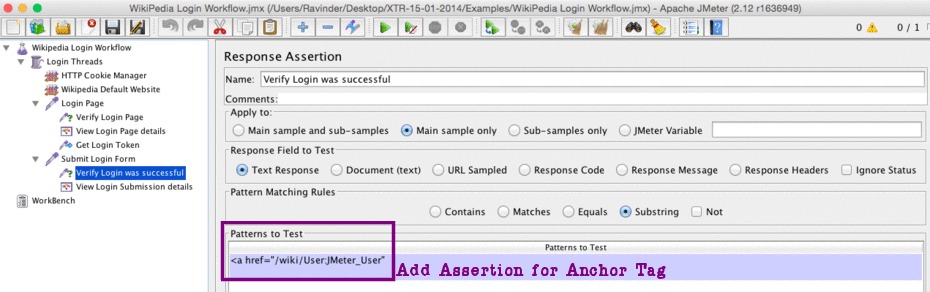 WikiPedia Login Workflow.jmx (/Users/Ravinder/Desktop/XTR-15-01-2014/Examples/WikiPedia Login Workflow.jmx) - Apache JMeter (2.12 r1636949)
0 0 / 1
Wikipedia Login Workflow
Login Threads
HTTP Cookie Manager
Wikipedia Default Website
Login Page
Verify Login Page
View Login Page details
Get Login Token
Submit Login Form
Verify Login was successful
View Login Submission details
WorkBench
Response Assertion
Name: Verify Login was successful
Comments:
Apply to:
Main sample and sub-samples Main sample only Sub-samples only JMeter Variable
Response Field to Test
Text Response Document (text) URL Sampled Response Code Response Message Response Headers Ignore Status
Pattern Matching Rules
Contains Matches Equals Substring Not
Patterns to Test
Patterns to Test
<a href="/wiki/User:JMeter_User"
Add Assertion for Anchor Tag